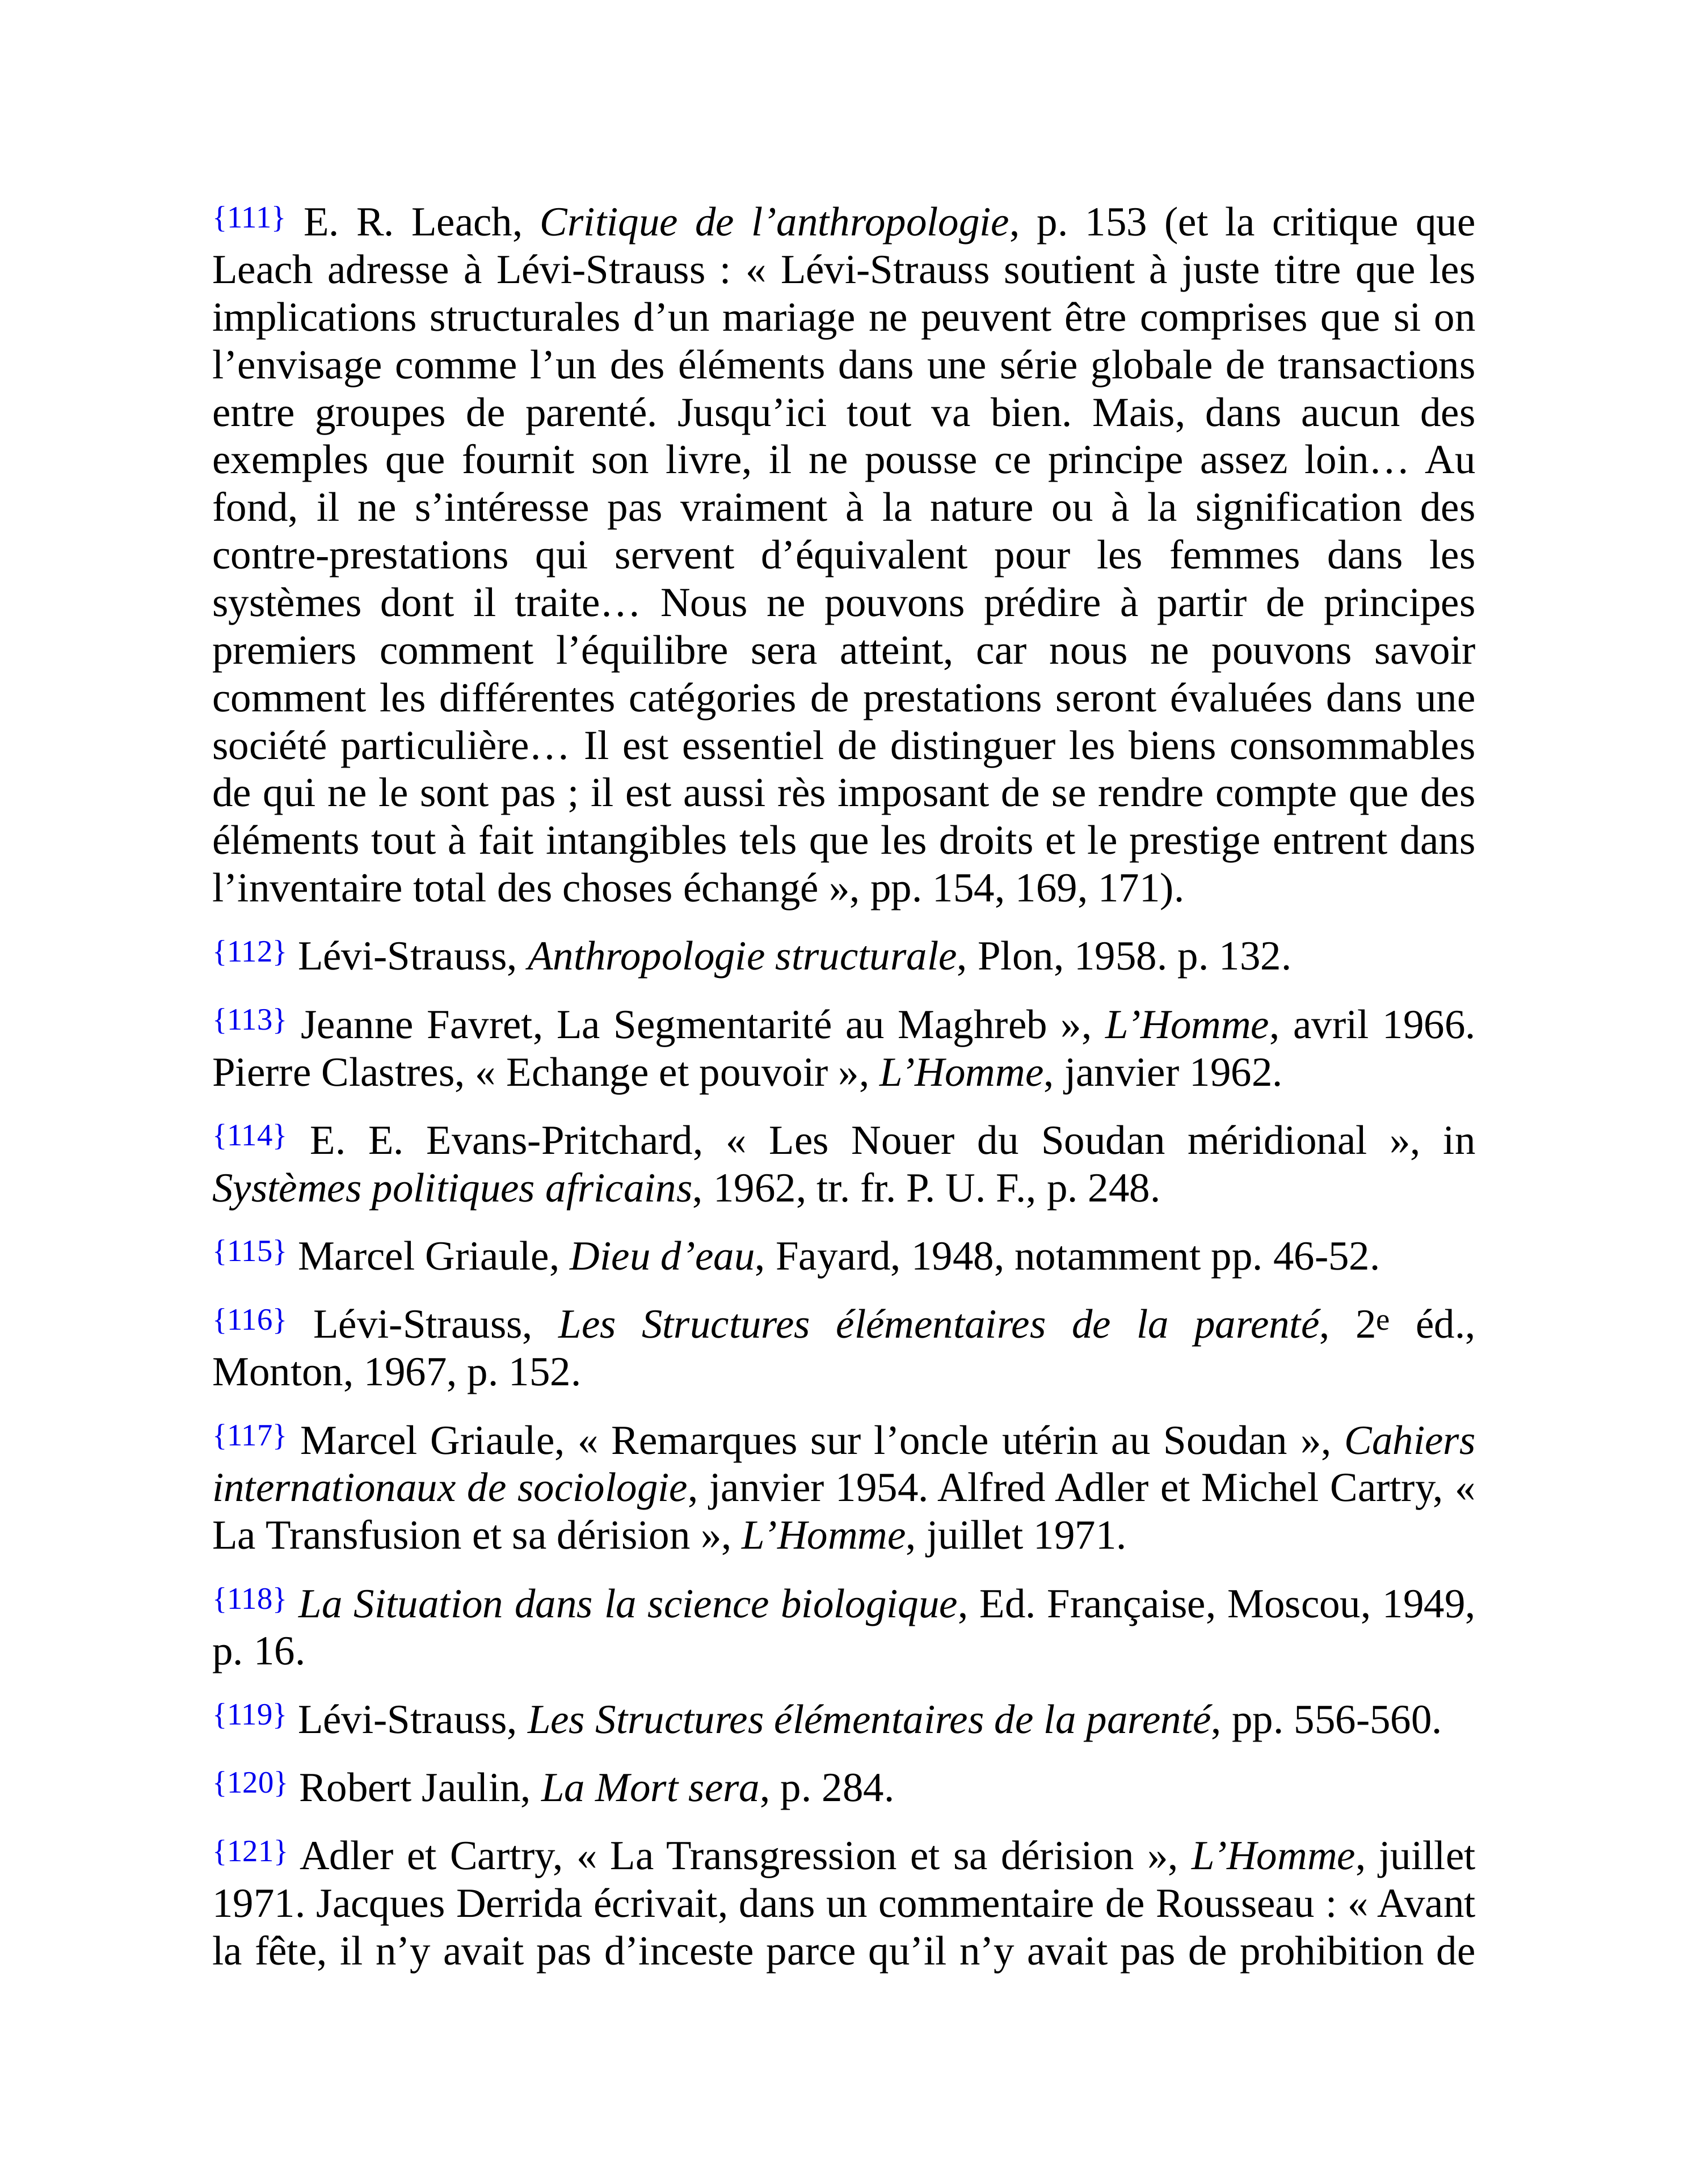 {111} E. R. Leach, Critique de l’anthropologie, p. 153 (et la critique que
Leach adresse à Lévi-Strauss : « Lévi-Strauss soutient à juste titre que les
implications structurales d’un mariage ne peuvent être comprises que si on
l’envisage comme l’un des éléments dans une série globale de transactions
entre groupes de parenté. Jusqu’ici tout va bien. Mais, dans aucun des
exemples que fournit son livre, il ne pousse ce principe assez loin… Au
fond, il ne s’intéresse pas vraiment à la nature ou à la signification des
contre-prestations qui servent d’équivalent pour les femmes dans les
systèmes dont il traite… Nous ne pouvons prédire à partir de principes
premiers comment l’équilibre sera atteint, car nous ne pouvons savoir
comment les différentes catégories de prestations seront évaluées dans une
société particulière… Il est essentiel de distinguer les biens consommables
de qui ne le sont pas ; il est aussi rès imposant de se rendre compte que des
éléments tout à fait intangibles tels que les droits et le prestige entrent dans
l’inventaire total des choses échangé », pp. 154, 169, 171).
{112} Lévi-Strauss, Anthropologie structurale, Plon, 1958. p. 132.
{113} Jeanne Favret, La Segmentarité au Maghreb », L’Homme, avril 1966.
Pierre Clastres, « Echange et pouvoir », L’Homme, janvier 1962.
{114} E. E. Evans-Pritchard, « Les Nouer du Soudan méridional », in
Systèmes politiques africains, 1962, tr. fr. P. U. F., p. 248.
{115} Marcel Griaule, Dieu d’eau, Fayard, 1948, notamment pp. 46-52.
{116} Lévi-Strauss, Les Structures élémentaires de la parenté, 2e éd.,
Monton, 1967, p. 152.
{117} Marcel Griaule, « Remarques sur l’oncle utérin au Soudan », Cahiers
internationaux de sociologie, janvier 1954. Alfred Adler et Michel Cartry, «
La Transfusion et sa dérision », L’Homme, juillet 1971.
{118} La Situation dans la science biologique, Ed. Française, Moscou, 1949,
p. 16.
{119} Lévi-Strauss, Les Structures élémentaires de la parenté, pp. 556-560.
{120} Robert Jaulin, La Mort sera, p. 284.
{121} Adler et Cartry, « La Transgression et sa dérision », L’Homme, juillet
1971. Jacques Derrida écrivait, dans un commentaire de Rousseau : « Avant
la fête, il n’y avait pas d’inceste parce qu’il n’y avait pas de prohibition de